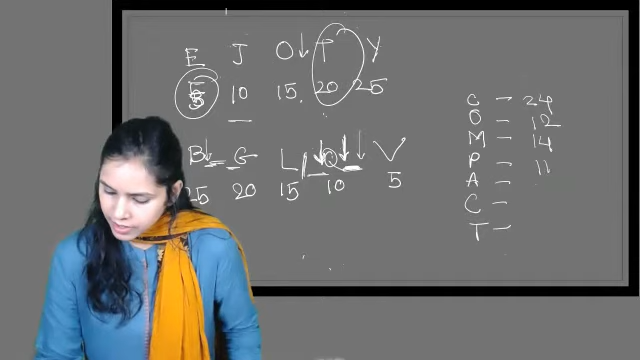 E J O↓ T Y
5 10 15. 20 25
B↓ G L ↓Q↓↓ V
25 20 15 10 5
C — 24
O — 12
M — 14
P — 11
A —
C —
T —